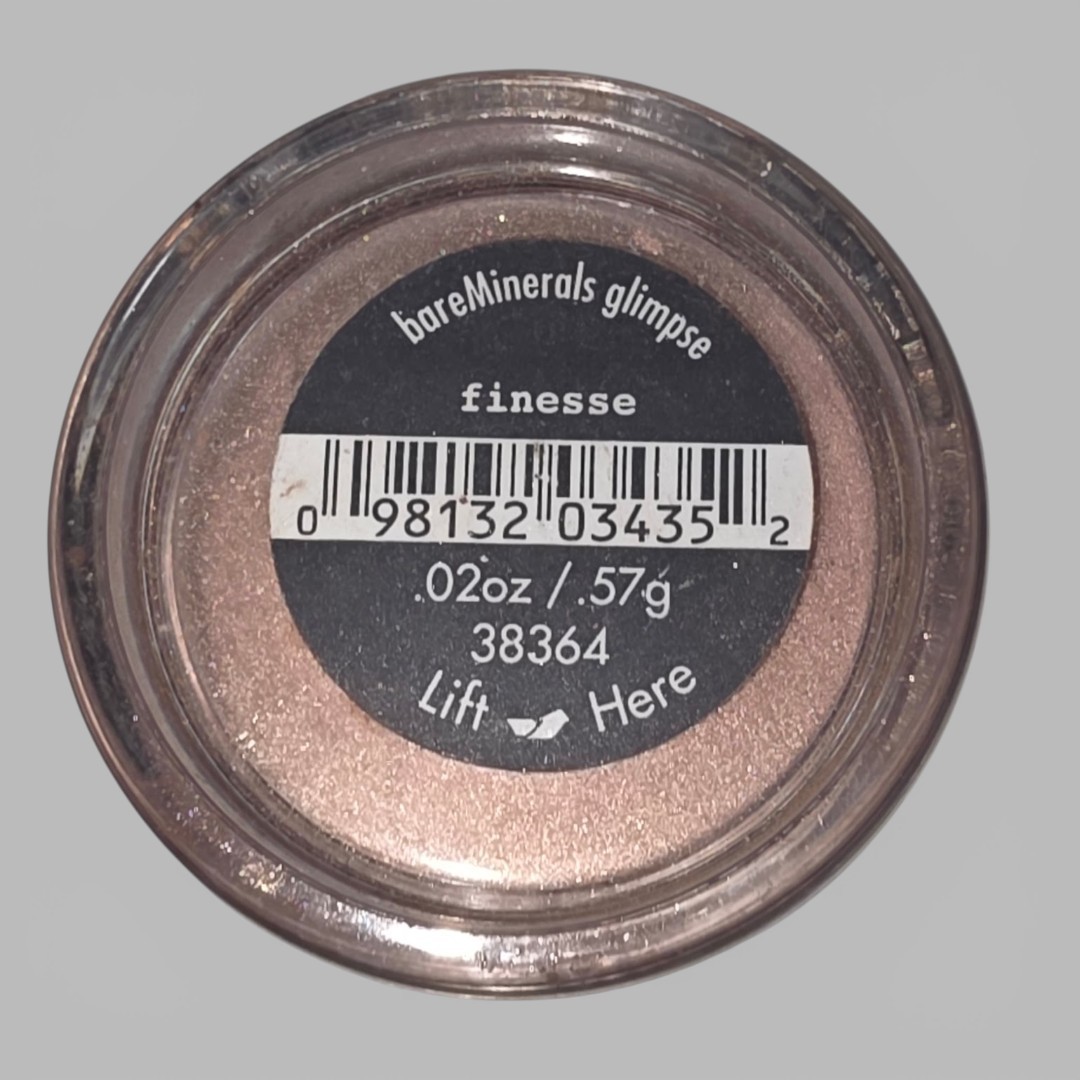 bareMinerals glimpse
finesse
0 98132 03435 2
.02oz / .57g
38364
Lift Here